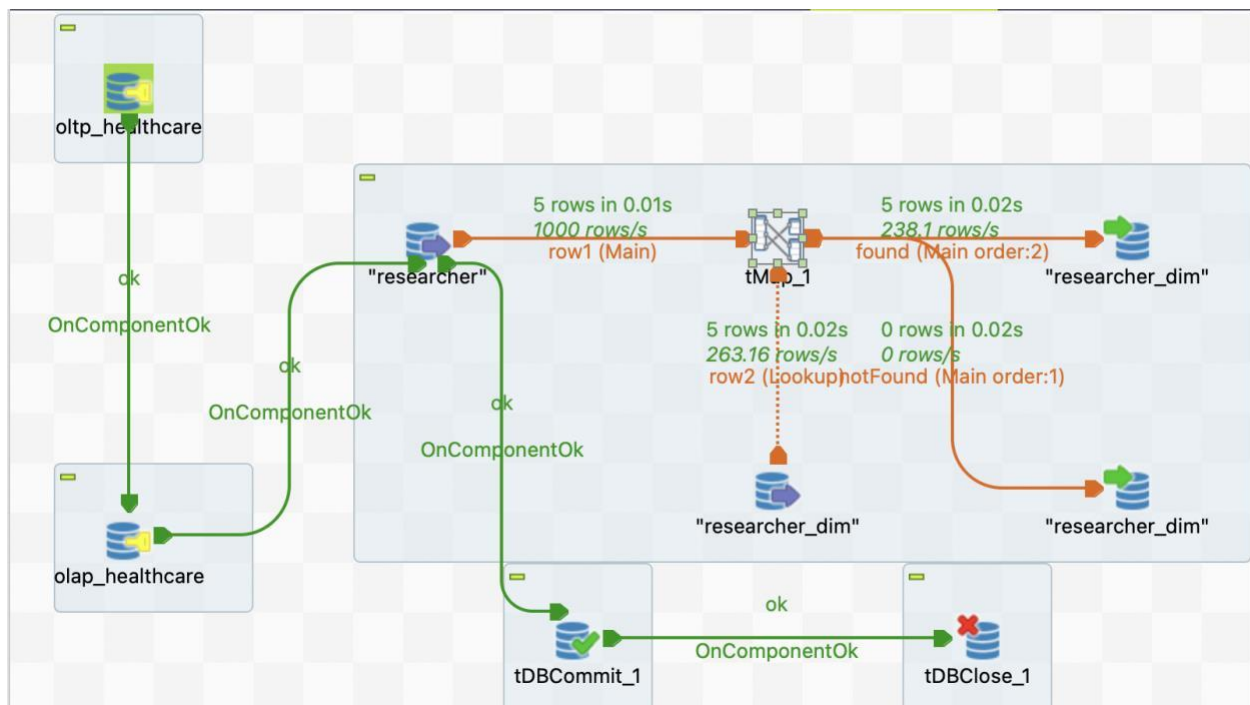 oltp_healthcare
ok
OnComponentOk
olap_healthcare
ok
OnComponentOk
"researcher"
5 rows in 0.01s
1000 rows/s
row1 (Main)
tMap_1
5 rows in 0.02s
238.1 rows/s
found (Main order:2)
"researcher_dim"
5 rows in 0.02s
263.16 rows/s
row2 (Lookup)
0 rows in 0.02s
0 rows/s
notFound (Main order:1)
ok
OnComponentOk
"researcher_dim"
"researcher_dim"
tDBCommit_1
ok
OnComponentOk
tDBClose_1